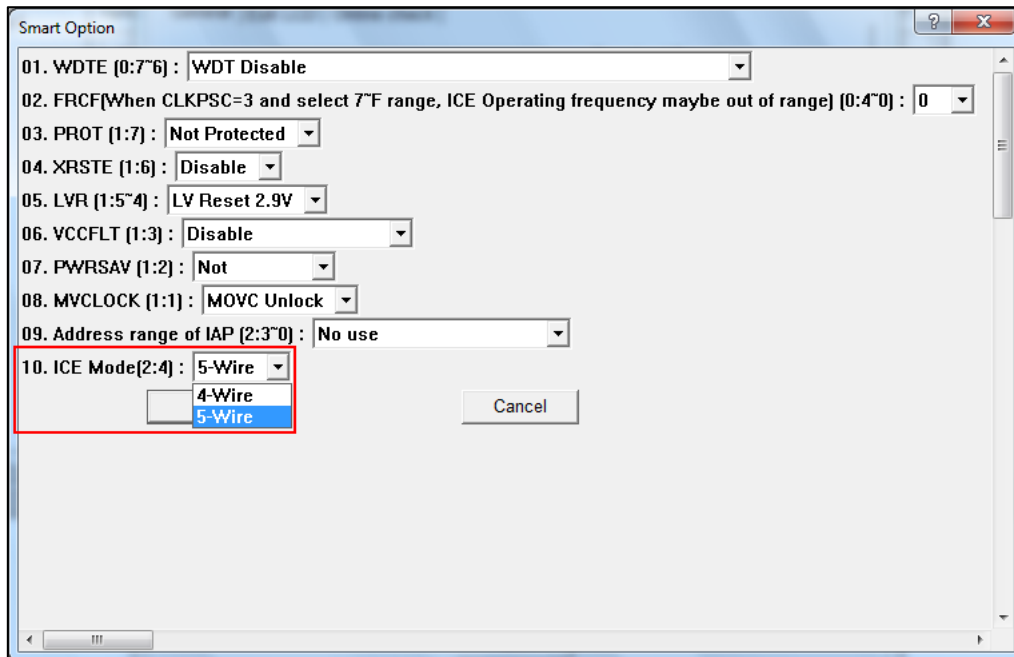 Smart Option
01. WDTE (0:7~6) : WDT Disable
02. FRCF(When CLKPSC=3 and select 7~F range, ICE Operating frequency maybe out of range) (0:4~0) : 0
03. PROT (1:7) : Not Protected
04. XRSTE (1:6) : Disable
05. LVR (1:5~4) : LV Reset 2.9V
06. VCCFLT (1:3) : Disable
07. PWRSAV (1:2) : Not
08. MVCLOCK (1:1) : MOVC Unlock
09. Address range of IAP (2:3~0) : No use
10. ICE Mode(2:4) : 5-Wire
4-Wire
5-Wire
Cancel